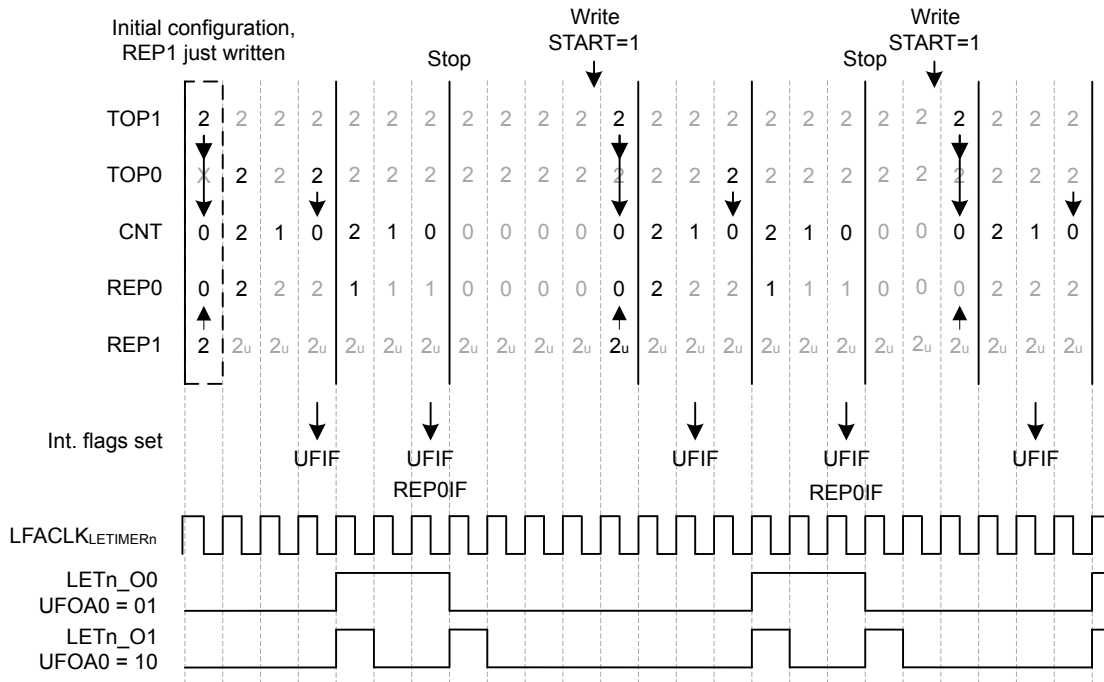 Initial configuration,
REP1 just written
Stop
Write
START=1
Stop
Write
START=1
TOP1 2 2 2 2 2 2 2 2 2 2 2 2 2 2 2 2 2 2 2 2 2 2 2 2
TOP0 X 2 2 2 2 2 2 2 2 2 2 2 2 2 2 2 2 2 2 2 2 2 2 2
CNT 0 2 1 0 2 1 0 0 0 0 0 0 2 1 0 2 1 0 0 0 0 2 1 0
REP0 0 2 2 2 1 1 1 0 0 0 0 0 2 2 2 1 1 1 0 0 0 2 2 2
REP1 2 2u 2u 2u 2u 2u 2u 2u 2u 2u 2u 2u 2u 2u 2u 2u 2u 2u 2u 2u 2u 2u 2u 2u
Int. flags set
UFIF
UFIF
REP0IF
UFIF
UFIF
REP0IF
UFIF
LFACLKLETIMERn
LETn_O0
UFOA0 = 01
LETn_O1
UFOA0 = 10